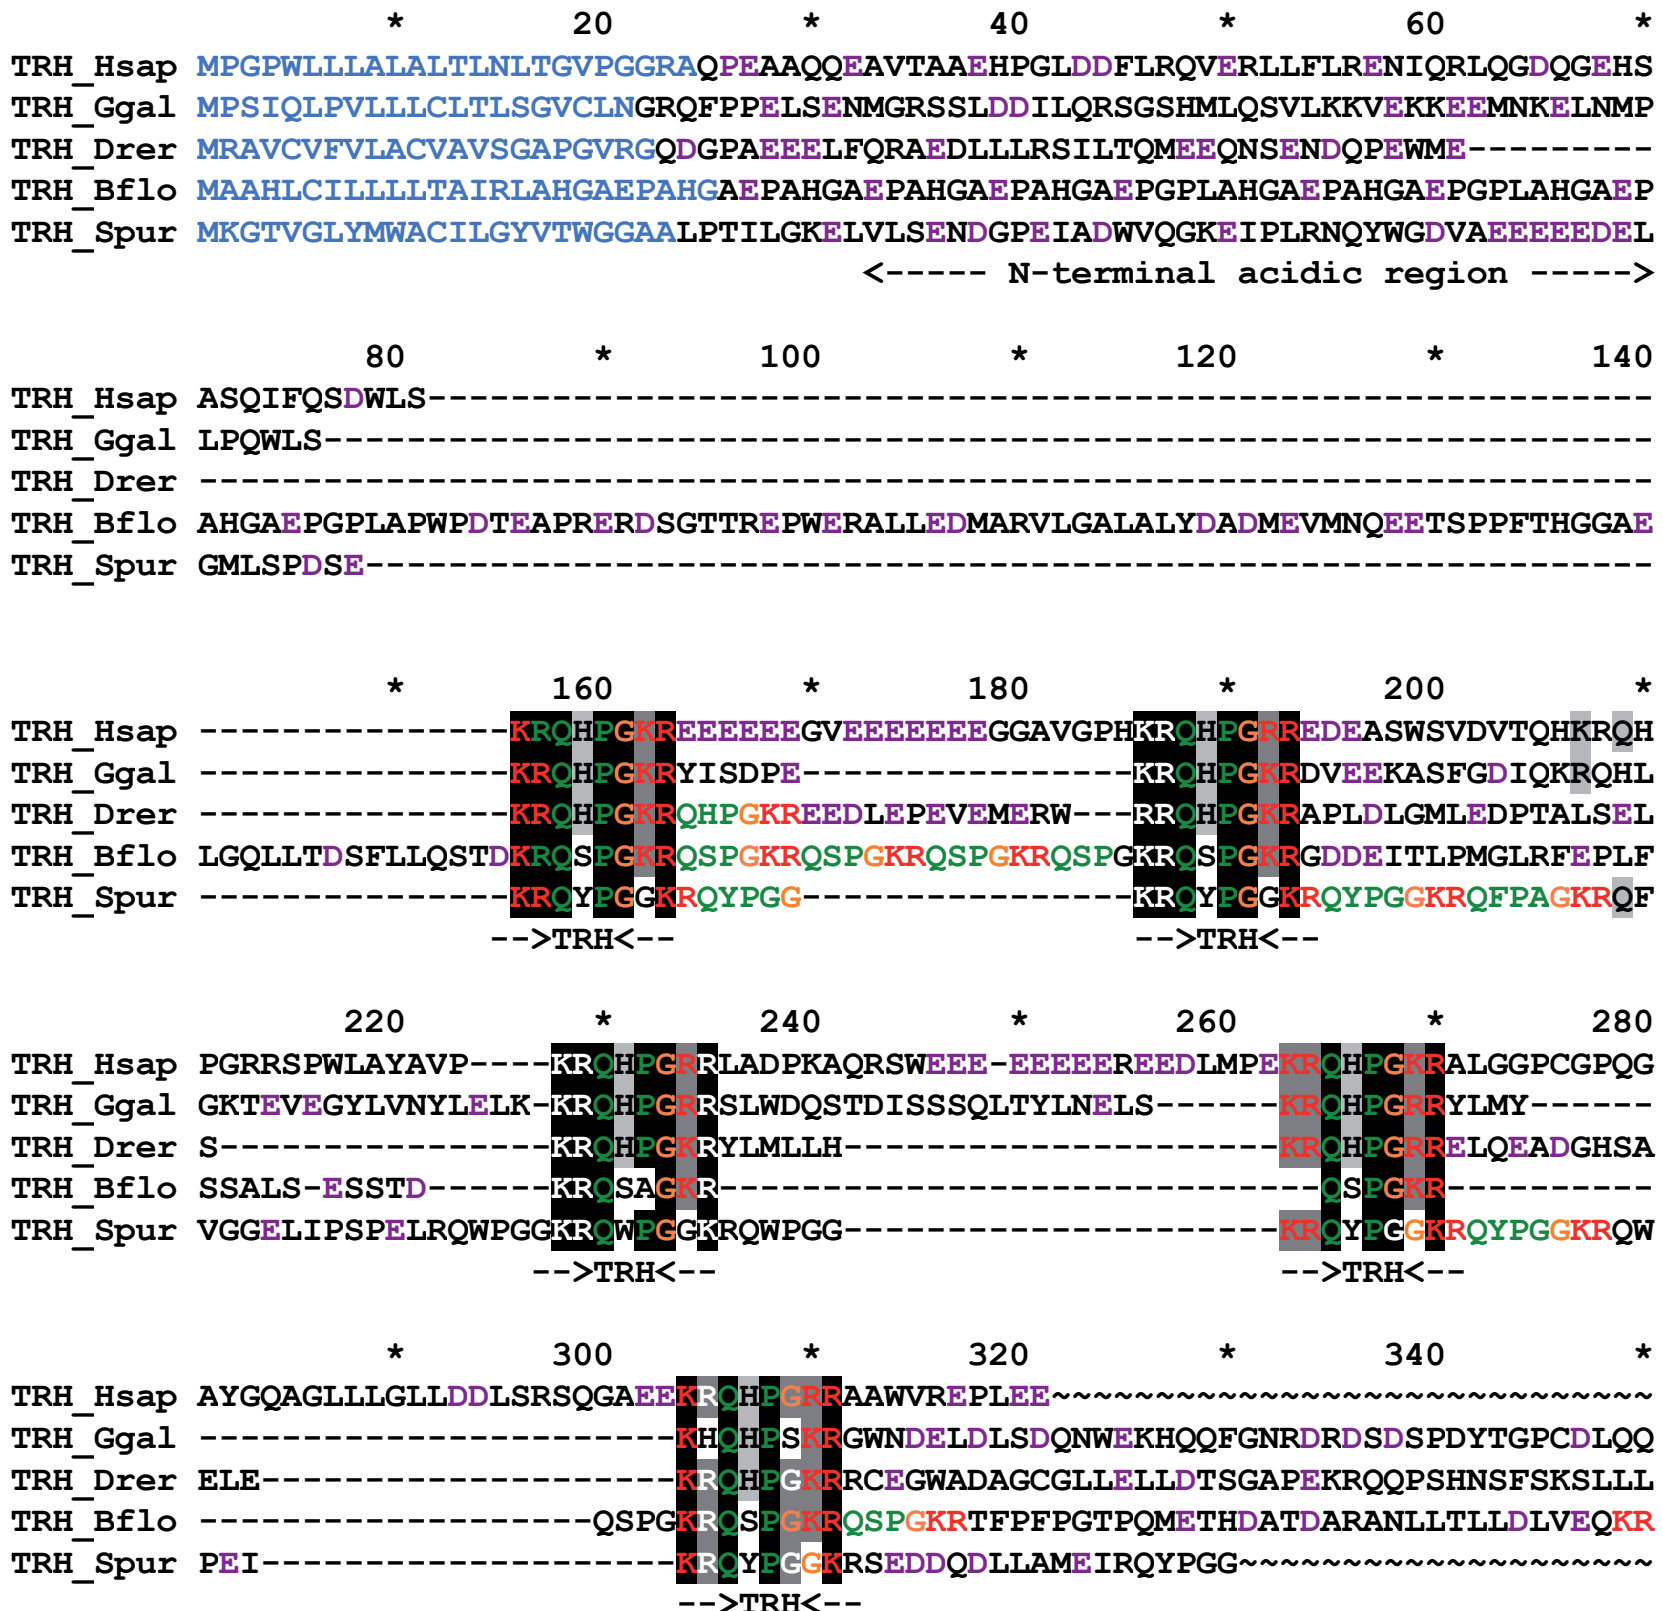 * 20 * 40 * 60 *
TRH_Hsap MPGPWLLLALALTLNLTGVPGGRAQPEAAQQEAVTAAEHPGLDDFLRQVERLLFLRENIQRLQGDQGEHS
TRH_Ggal MPSIQLPVLLLCLTLSGVCLNGRQFPPELSENMGRSSLDDILQRSGSHMLQSVLKKVEKKEEMNKELNMP
TRH_Drer MRAVCVFVLACVAVSGAPGVRGQDGPAEEELFQRAEDLLLRSILTQMEEQNSENDQPEWME---------
TRH_Bflo MAAHLCILLLLTAIRLAHGAEPAHGAEPAHGAEPAHGAEPAHGAEPGPLAHGAEPAHGAEPGPLAHGAEP
TRH_Spur MKGTVGLYMWACILGYVTWGGAALPTILGKELVLSENDGPEIADWVQGKEIPLRNQYWGDVAEEEEEDEL
<----- N-terminal acidic region ----->
80 * 100 * 120 * 140
TRH_Hsap ASQIFQSDWLS-----------------------------------------------------------
TRH_Ggal LPQWLS----------------------------------------------------------------
TRH_Drer ----------------------------------------------------------------------
TRH_Bflo AHGAEPGPLAPWPDTEAPRERDSGTTREPWERALLEDMARVLGALALYDADMEVMNQEETSPPFTHGGAE
TRH_Spur GMLSPDSE--------------------------------------------------------------
* 160 * 180 * 200 *
TRH_Hsap ---------------KRQHPGKREEEEEEGVEEEEEEEGGAVGPHKRQHPGRREDEASWSVDVTQHKRQH
TRH_Ggal ---------------KRQHPGKRYISDPE----------------KRQHPGKRDVEEKASFGDIQKRQHL
TRH_Drer ---------------KRQHPGKRQHPGKREEDLEPEVEMERW---RRQHPGKRAPLDLGMLEDPTALSEL
TRH_Bflo LGQLLTDSFLLQSTDKRQSPGKRQSPGKRQSPGKRQSPGKRQSPGKRQSPGKRGDDEITLPMGLRFEPLF
TRH_Spur ---------------KRQYPGGKRQYPGG----------------KRQYPGGKRQYPGGKRQFPAGKRQF
-->TRH<-- -->TRH<--
220 * 240 * 260 * 280
TRH_Hsap PGRRSPWLAYAVP----KRQHPGRRLADPKAQRSWEEE-EEEEEREEDLMPEKRQHPGKRALGGPCGPQG
TRH_Ggal GKTEVEGYLVNYLELK-KRQHPGRRSLWDQSTDISSSQLTYLNELS------KRQHPGRRYLMY------
TRH_Drer S----------------KRQHPGKRYLMLLH---------------------KRQHPGRRELQEADGHSA
TRH_Bflo SSALS-ESSTD------KRQSAGKR-----------------------------QSPGKR----------
TRH_Spur VGGELIPSPELRQWPGGKRQWPGGKRQWPGG---------------------KRQYPGGKRQYPGGKRQW
-->TRH<-- -->TRH<--
* 300 * 320 * 340 *
TRH_Hsap AYGQAGLLLGLLDDLSRSQGAEEKRQHPGRRAAWVREPLEE~~~~~~~~~~~~~~~~~~~~~~~~~~~~~
TRH_Ggal -----------------------KHQHPSKRGWNDELDLSDQNWEKHQQFGNRDRDSDSPDYTGPCDLQQ
TRH_Drer ELE--------------------KRQHPGKRRCEGWADAGCGLLELLDTSGAPEKRQQPSHNSFSKSLLL
TRH_Bflo -------------------QSPGKRQSPGKRQSPGKRTFPFPGTPQMETHDATDARANLLTLLDLVEQKR
TRH_Spur PEI--------------------KRQYPGGKRSEDDQDLLAMEIRQYPGG~~~~~~~~~~~~~~~~~~~~
-->TRH<--